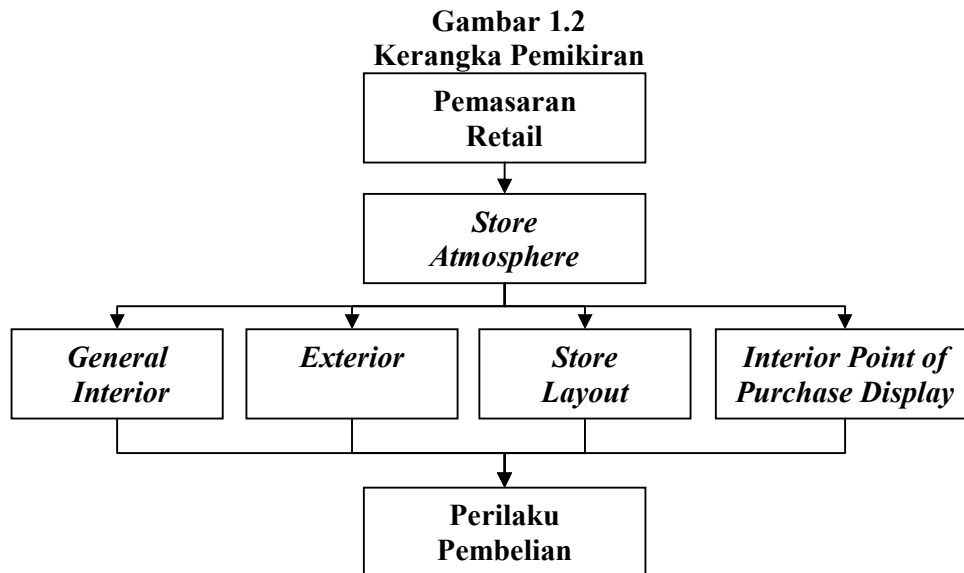 Gambar 1.2
Kerangka Pemikiran
Pemasaran
Retail
Store
Atmosphere
General
Interior
Exterior
Store
Layout
Interior Point of
Purchase Display
Perilaku
Pembelian